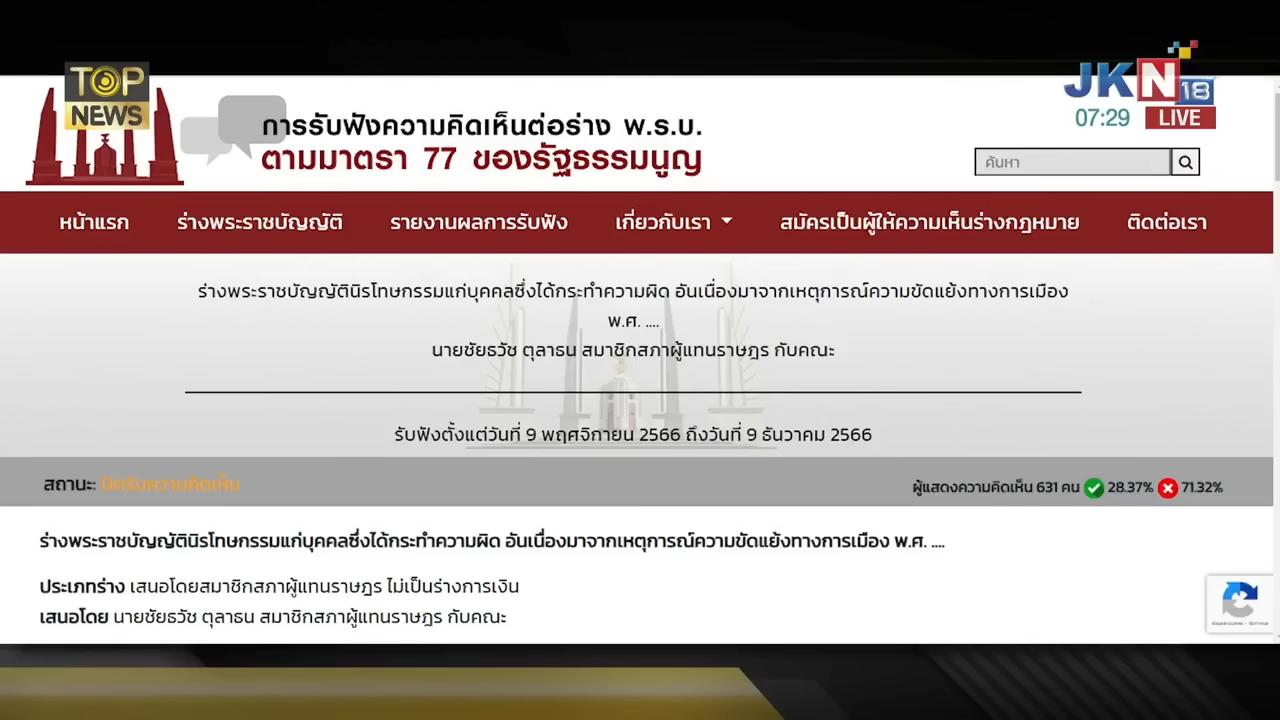 TOP
NEWS
JKN18
07:29 LIVE
การรับฟังความคิดเห็นต่อร่าง พ.ร.บ.
ตามมาตรา 77 ของรัฐธรรมนูญ
ค้นหา
หน้าแรก ร่างพระราชบัญญัติ รายงานผลการรับฟัง เกี่ยวกับเรา สมัครเป็นผู้ให้ความเห็นร่างกฎหมาย ติดต่อเรา
ร่างพระราชบัญญัตินิรโทษกรรมแก่บุคคลซึ่งได้กระทำความผิด อันเนื่องมาจากเหตุการณ์ความขัดแย้งทางการเมือง
พ.ศ. ....
นายชัยธวัช ตุลาธน สมาชิกสภาผู้แทนราษฎร กับคณะ
รับฟังตั้งแต่วันที่ 9 พฤศจิกายน 2566 ถึงวันที่ 9 ธันวาคม 2566
สถานะ: ปิดรับความคิดเห็น
ผู้แสดงความคิดเห็น 631 คน 28.37% 71.32%
ร่างพระราชบัญญัตินิรโทษกรรมแก่บุคคลซึ่งได้กระทำความผิด อันเนื่องมาจากเหตุการณ์ความขัดแย้งทางการเมือง พ.ศ. ....
ประเภทร่าง เสนอโดยสมาชิกสภาผู้แทนราษฎร ไม่เป็นร่างการเงิน
เสนอโดย นายชัยธวัช ตุลาธน สมาชิกสภาผู้แทนราษฎร กับคณะ